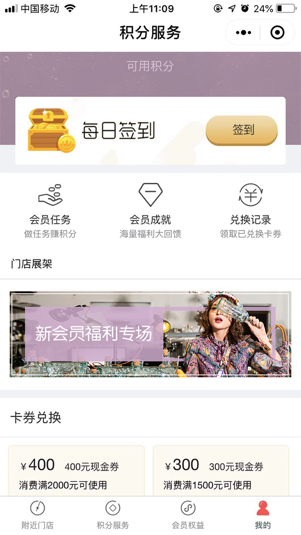 中国移动
上午11:09
24%
积分服务
可用积分
每日签到
签到
会员任务 会员成就 兑换记录
做任务赚积分 海量福利大回馈 领取已兑换卡券
门店展架
新会员福利专场
卡券兑换
¥400 400元现金券 ¥300 300元现金券
消费满2000元可使用 消费满1500元可使用
附近门店 积分服务 会员权益 我的